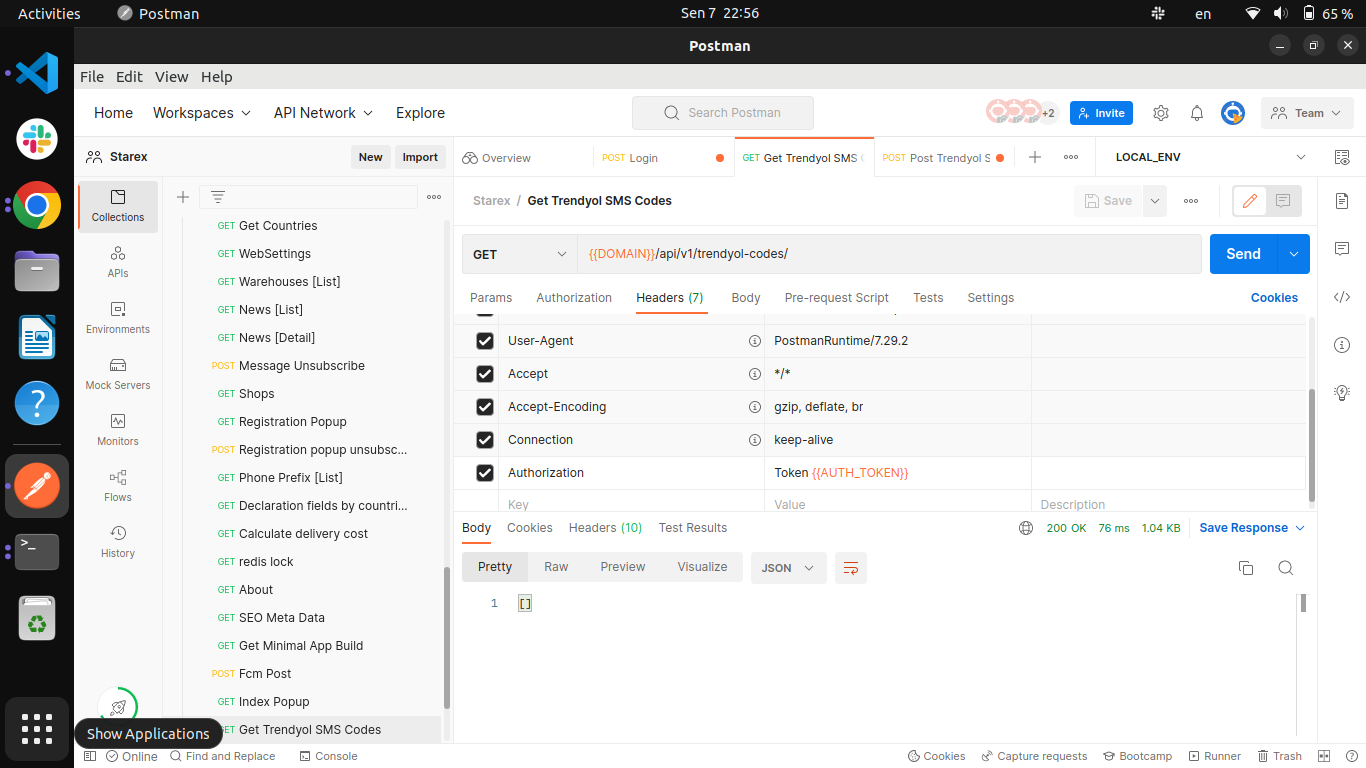 Activities Postman Sen 7 22:56 en 65 %
Postman
File Edit View Help
Home Workspaces API Network Explore Search Postman +2 Invite Team
Starex New Import Overview POST Login GET Get Trendyol SMS POST Post Trendyol S LOCAL_ENV
Collections
APIs
Environments
Mock Servers
Monitors
Flows
History
GET Get Countries
GET WebSettings
GET Warehouses [List]
GET News [List]
GET News [Detail]
POST Message Unsubscribe
GET Shops
GET Registration Popup
POST Registration popup unsubsc...
GET Phone Prefix [List]
GET Declaration fields by countri...
GET Calculate delivery cost
GET redis lock
GET About
GET SEO Meta Data
GET Get Minimal App Build
POST Fcm Post
GET Index Popup
GET Get Trendyol SMS Codes
Show Applications
Starex / Get Trendyol SMS Codes Save
GET {{DOMAIN}}/api/v1/trendyol-codes/ Send
Params Authorization Headers (7) Body Pre-request Script Tests Settings Cookies
User-Agent PostmanRuntime/7.29.2
Accept */*
Accept-Encoding gzip, deflate, br
Connection keep-alive
Authorization Token {{AUTH_TOKEN}}
Key Value Description
Body Cookies Headers (10) Test Results 200 OK 76 ms 1.04 KB Save Response
Pretty Raw Preview Visualize JSON
1 []
Online Find and Replace Console Cookies Capture requests Bootcamp Runner Trash